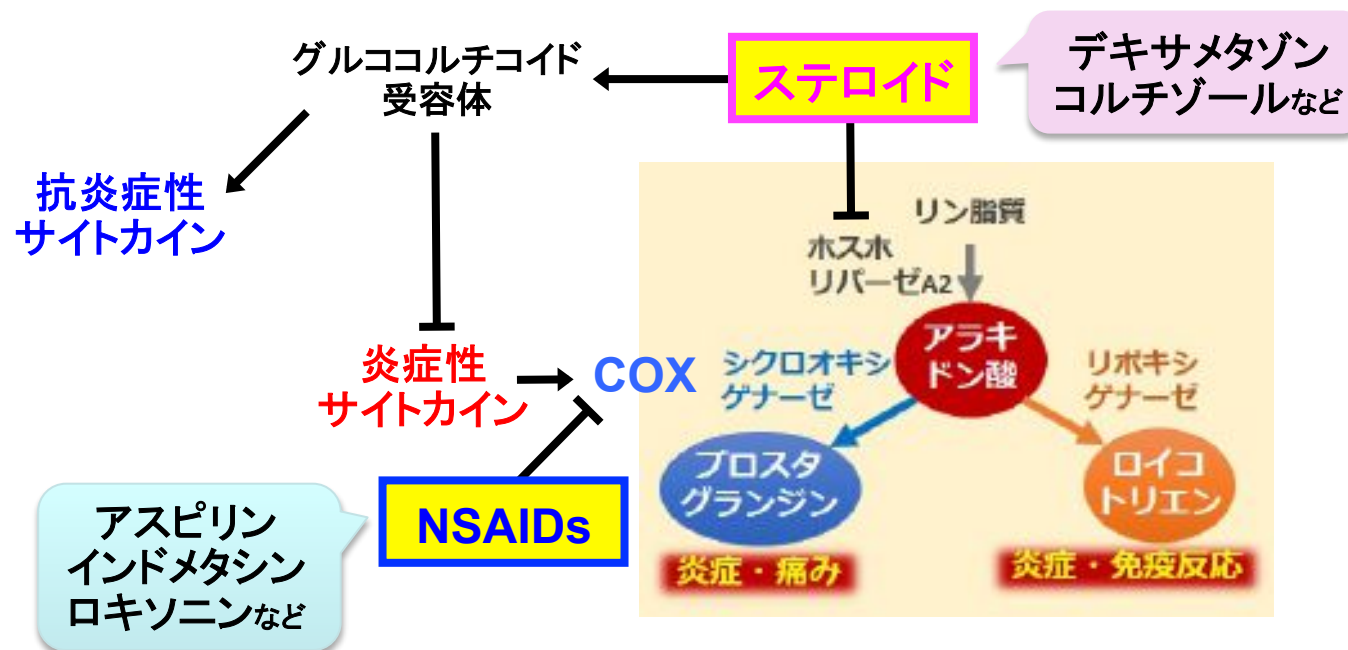 グルココルチコイド
受容体
ステロイド
デキサメタゾン
コルチゾールなど
抗炎症性
サイトカイン
リン脂質
ホスホ
リパーゼA2
アラキ
ドン酸
炎症性
サイトカイン
COX
シクロオキシ
ゲナーゼ
リポキシ
ゲナーゼ
プロスタ
グランジン
ロイコ
トリエン
炎症・痛み
炎症・免疫反応
NSAIDs
アスピリン
インドメタシン
ロキソニンなど